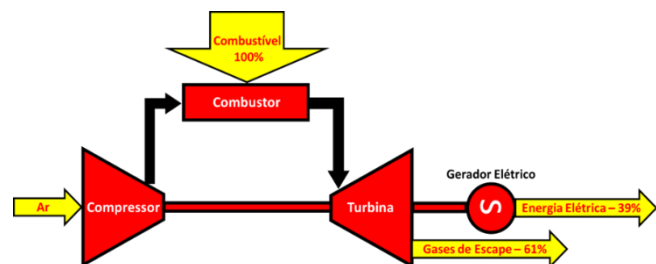 Combustível
100%
Combustor
Gerador Elétrico
Ar
Compressor
Turbina
Energia Elétrica – 39%
Gases de Escape – 61%